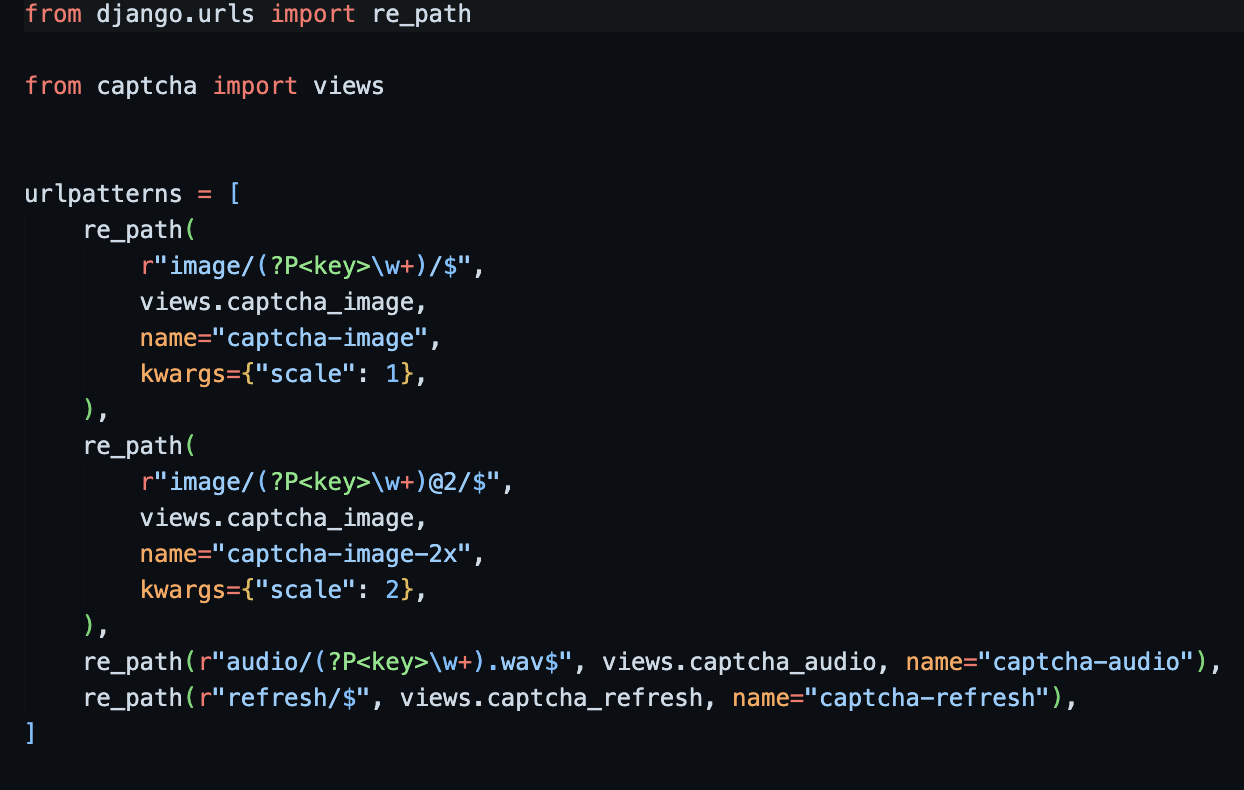 from django.urls import re_path

from captcha import views


urlpatterns = [
    re_path(
        r"image/(?P<key>\w+)/$",
        views.captcha_image,
        name="captcha-image",
        kwargs={"scale": 1},
    ),
    re_path(
        r"image/(?P<key>\w+)@2/$",
        views.captcha_image,
        name="captcha-image-2x",
        kwargs={"scale": 2},
    ),
    re_path(r"audio/(?P<key>\w+).wav$", views.captcha_audio, name="captcha-audio"),
    re_path(r"refresh/$", views.captcha_refresh, name="captcha-refresh"),
]